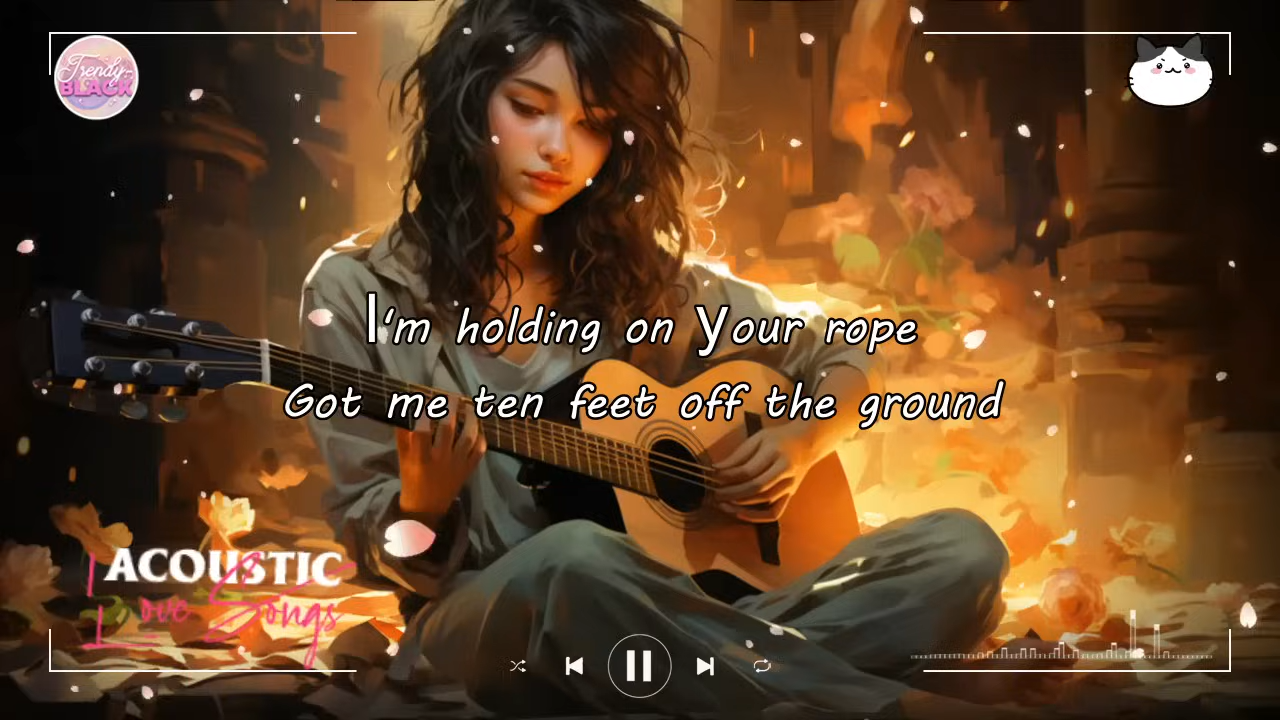 Trendy
BLACK
I'm holding on Your rope
Got me ten feet off the ground
ACOUSTIC
Love Songs